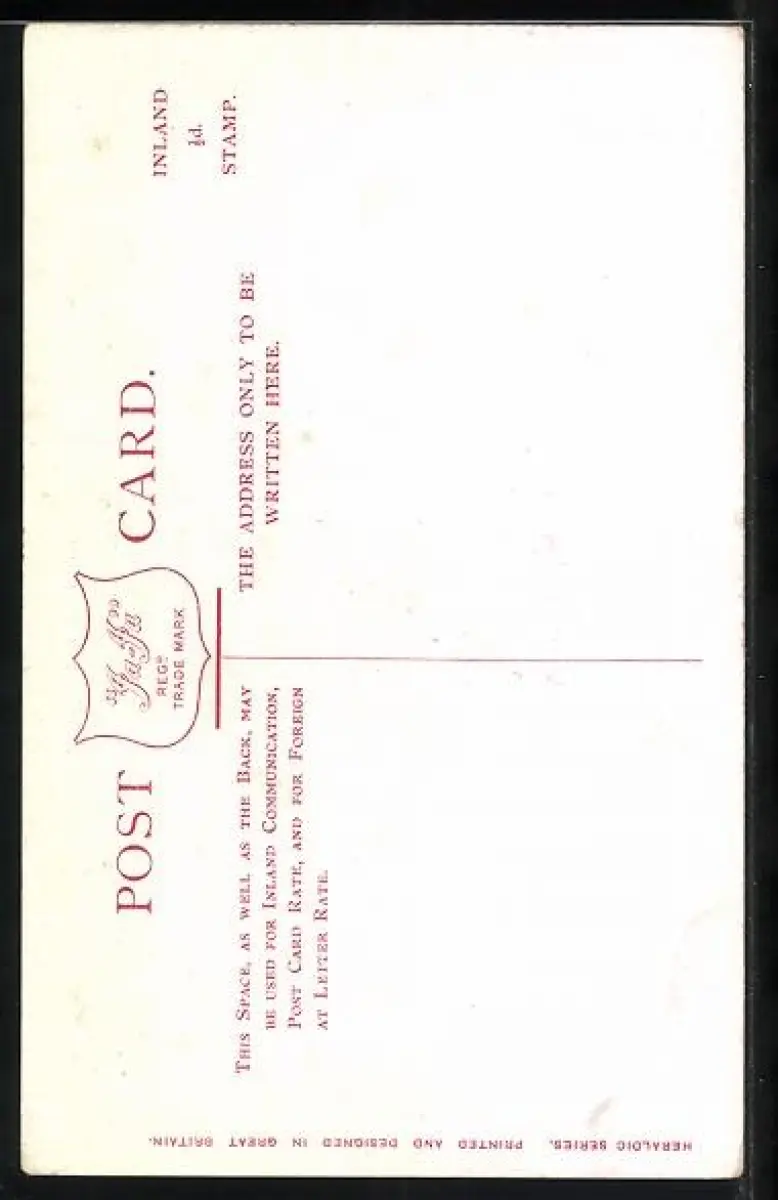 POST CARD.
"Ja-Ja"
REGD
TRADE MARK
INLAND
½d.
STAMP.
THIS SPACE, AS WELL AS THE BACK, MAY
BE USED FOR INLAND COMMUNICATION,
POST CARD RATE, AND FOR FOREIGN
AT LETTER RATE.
THE ADDRESS ONLY TO BE
WRITTEN HERE.
HERALDIC SERIES. PRINTED AND DESIGNED IN GREAT BRITAIN.